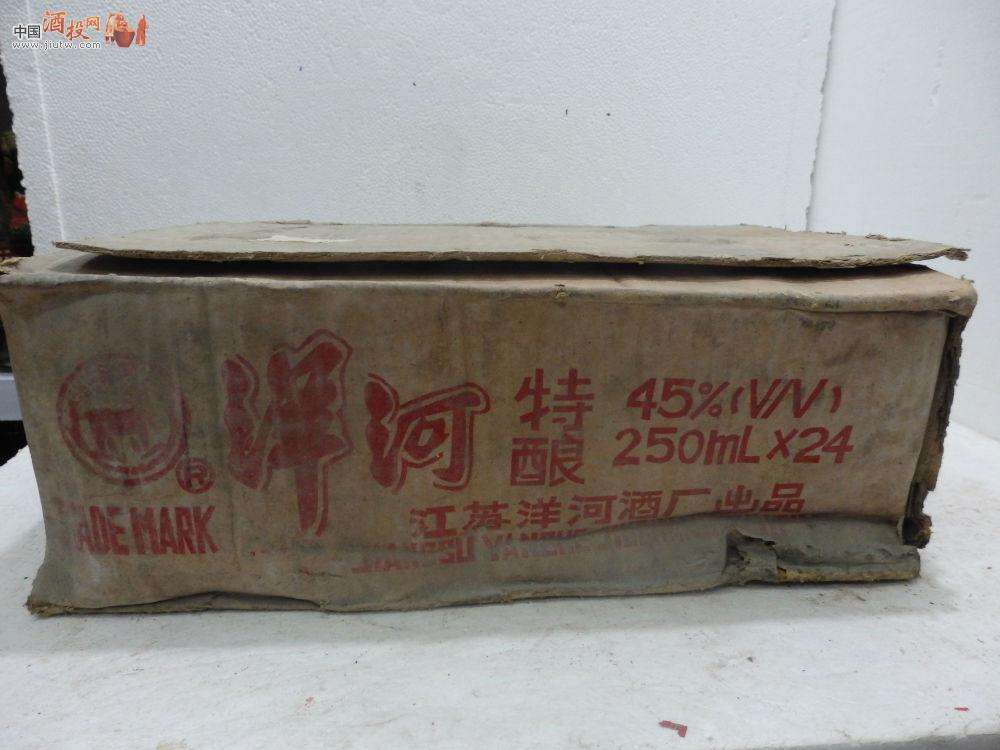 中国酒投网
www.jiutw.com
洋河
特酿
45%(V/V)
250mL X24
®
ADE MARK
江苏洋河酒厂出品